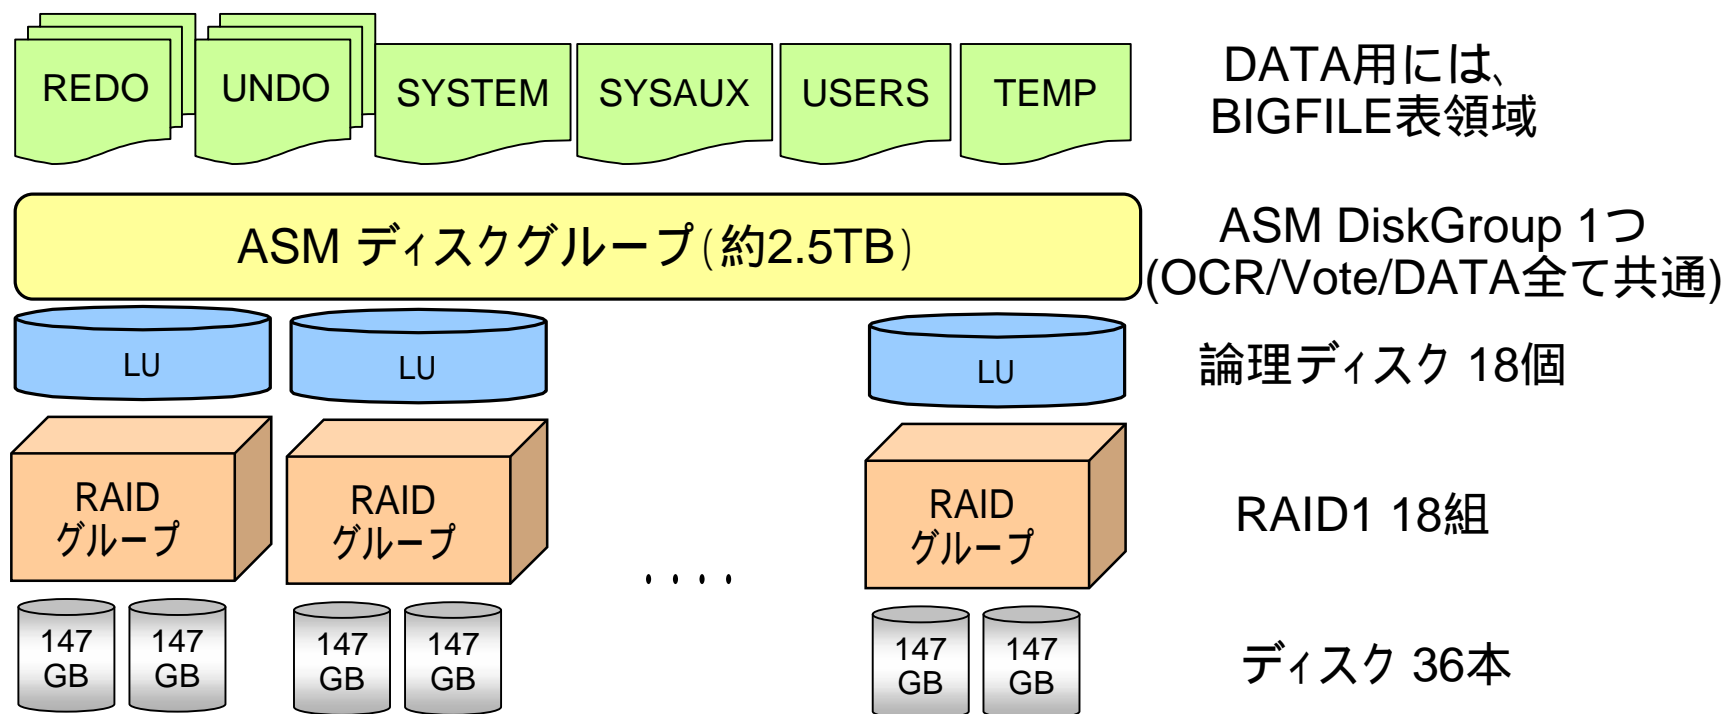 REDO
UNDO
SYSTEM
SYSAUX
USERS
TEMP
DATA用には、
BIGFILE表領域
ASM ディスクグループ(約2.5TB)
ASM DiskGroup 1つ
(OCR/Vote/DATA全て共通)
LU
LU
LU
論理ディスク 18個
RAID
グループ
RAID
グループ
RAID
グループ
RAID1 18組
....
147
GB
147
GB
147
GB
147
GB
147
GB
147
GB
ディスク 36本